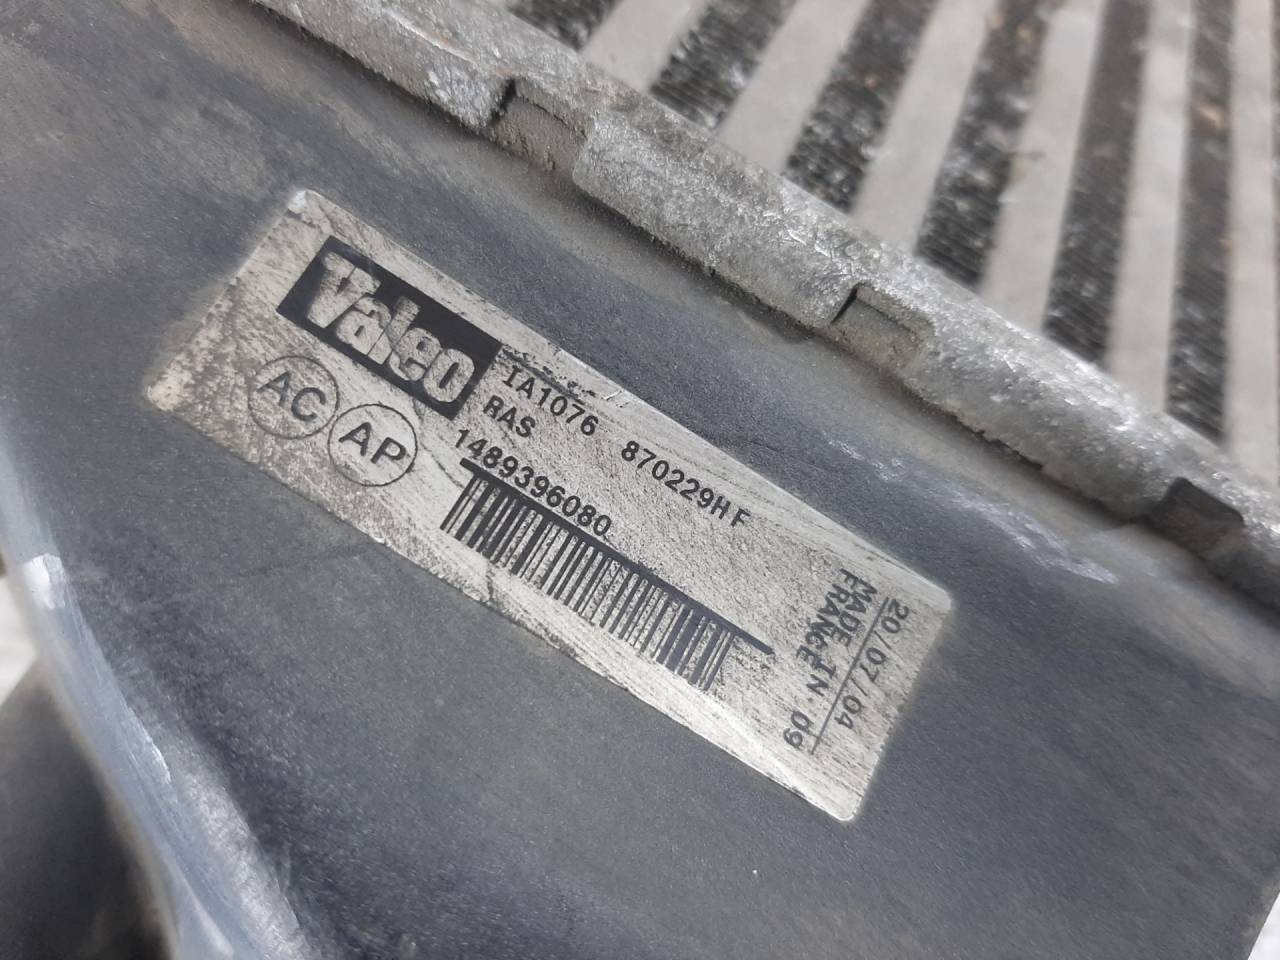 Valeo
AC
AP
IA1076 870229HF
RAS
1489396080
20/07/04
MADE IN
FRANCE · 09